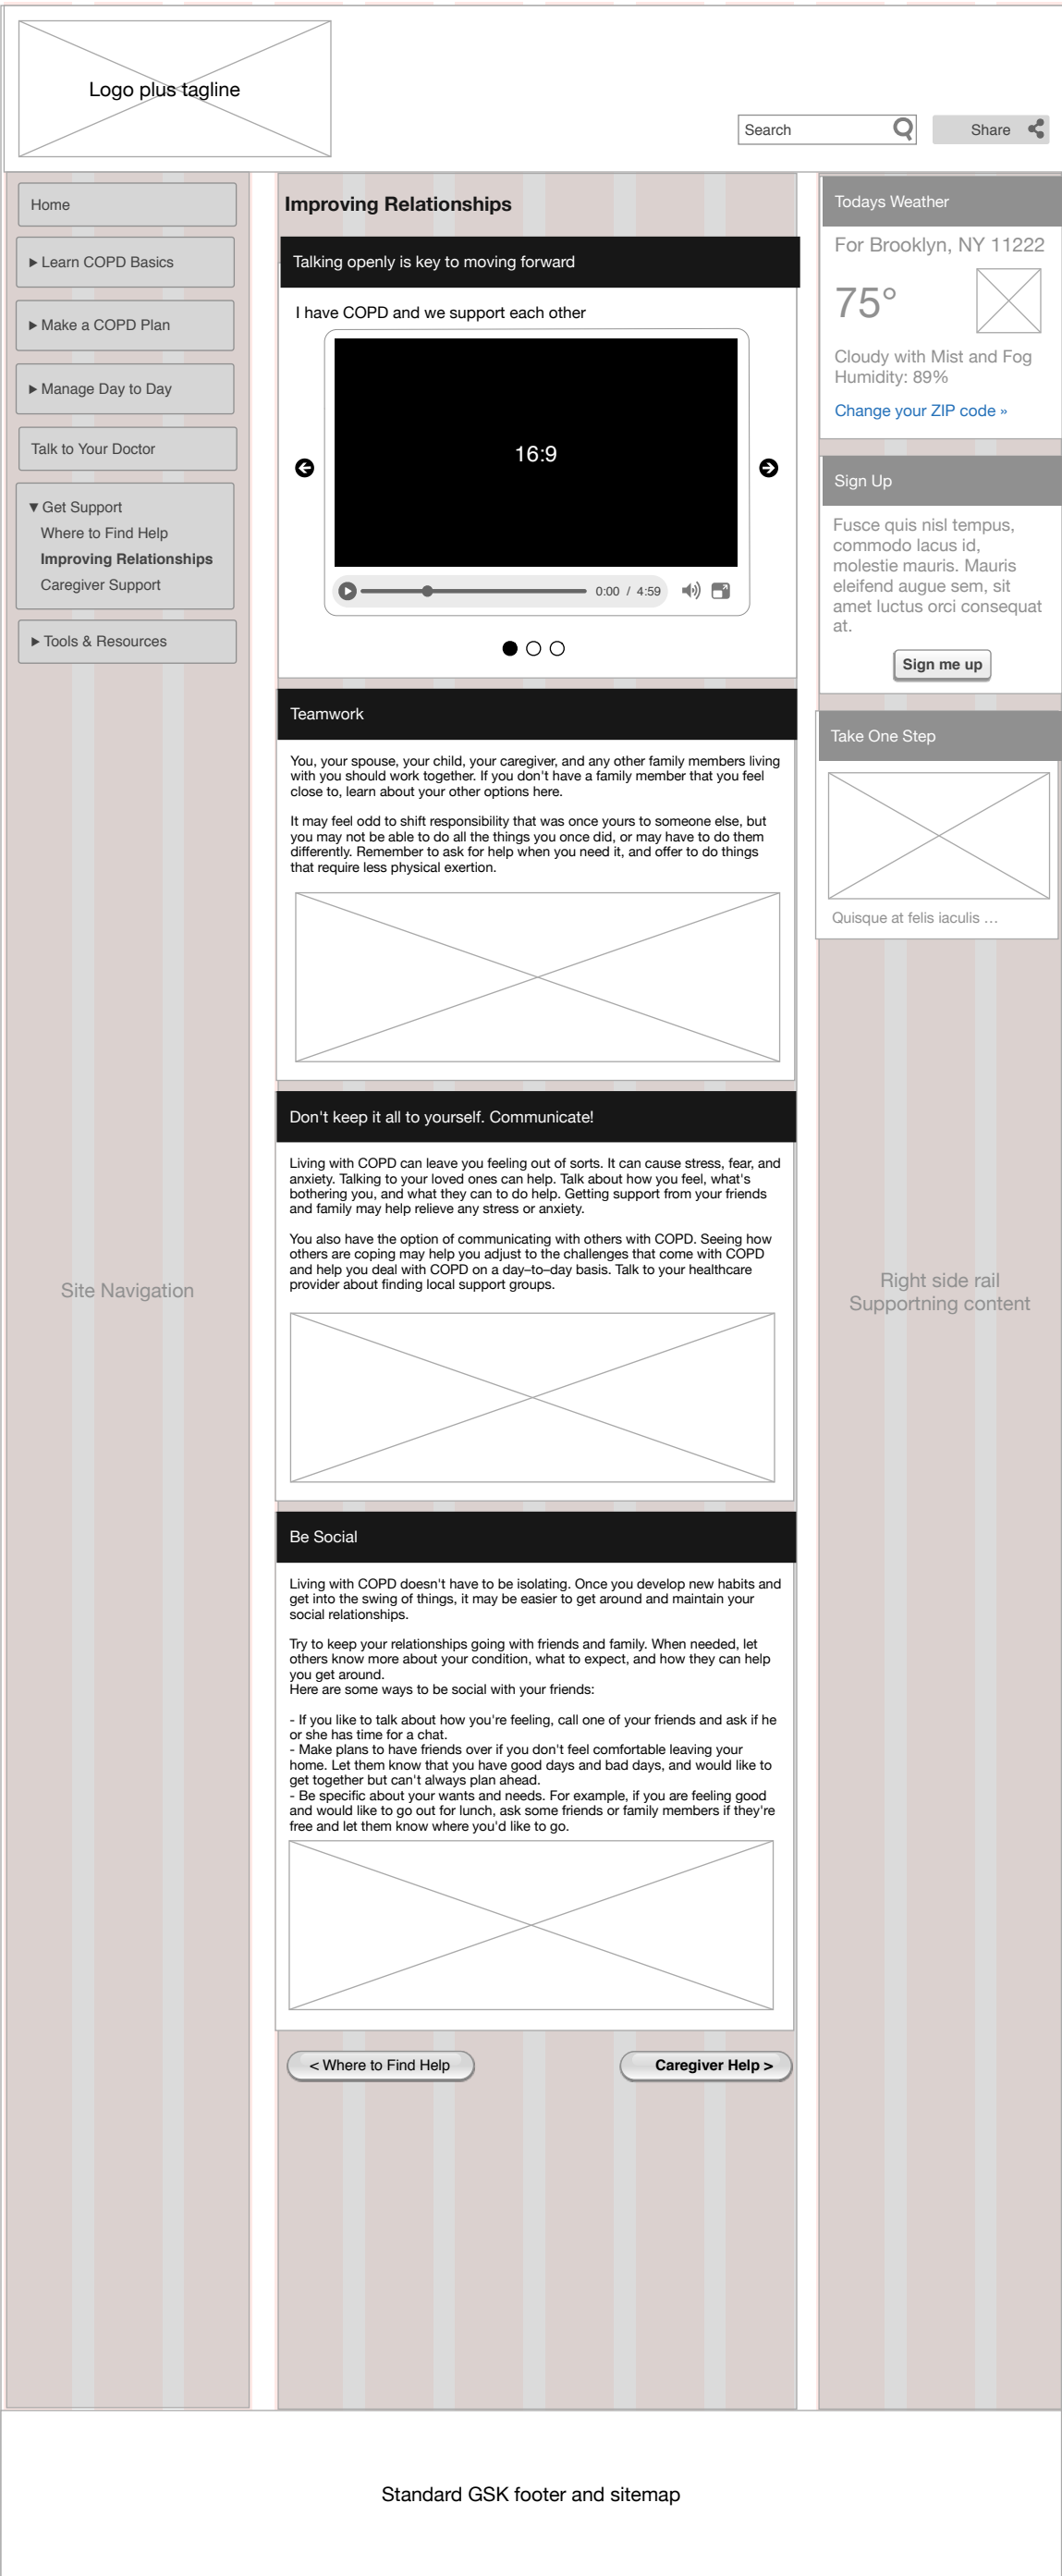 Logo plus tagline
Search
Share
Home
Learn COPD Basics
Make a COPD Plan
Manage Day to Day
Talk to Your Doctor
Get Support
Where to Find Help
Improving Relationships
Caregiver Support
Tools & Resources
Site Navigation
Improving Relationships
Talking openly is key to moving forward
I have COPD and we support each other
16:9
0:00 / 4:59
Teamwork
You, your spouse, your child, your caregiver, and any other family members living
with you should work together. If you don't have a family member that you feel
close to, learn about your other options here.
It may feel odd to shift responsibility that was once yours to someone else, but
you may not be able to do all the things you once did, or may have to do them
differently. Remember to ask for help when you need it, and offer to do things
that require less physical exertion.
Don't keep it all to yourself. Communicate!
Living with COPD can leave you feeling out of sorts. It can cause stress, fear, and
anxiety. Talking to your loved ones can help. Talk about how you feel, what's
bothering you, and what they can to do help. Getting support from your friends
and family may help relieve any stress or anxiety.
You also have the option of communicating with others with COPD. Seeing how
others are coping may help you adjust to the challenges that come with COPD
and help you deal with COPD on a day–to–day basis. Talk to your healthcare
provider about finding local support groups.
Be Social
Living with COPD doesn't have to be isolating. Once you develop new habits and
get into the swing of things, it may be easier to get around and maintain your
social relationships.
Try to keep your relationships going with friends and family. When needed, let
others know more about your condition, what to expect, and how they can help
you get around.
Here are some ways to be social with your friends:
- If you like to talk about how you're feeling, call one of your friends and ask if he
or she has time for a chat.
- Make plans to have friends over if you don't feel comfortable leaving your
home. Let them know that you have good days and bad days, and would like to
get together but can't always plan ahead.
- Be specific about your wants and needs. For example, if you are feeling good
and would like to go out for lunch, ask some friends or family members if they're
free and let them know where you'd like to go.
< Where to Find Help
Caregiver Help >
Todays Weather
For Brooklyn, NY 11222
75°
Cloudy with Mist and Fog
Humidity: 89%
Change your ZIP code »
Sign Up
Fusce quis nisl tempus,
commodo lacus id,
molestie mauris. Mauris
eleifend augue sem, sit
amet luctus orci consequat
at.
Sign me up
Take One Step
Quisque at felis iaculis …
Right side rail
Supportning content
Standard GSK footer and sitemap